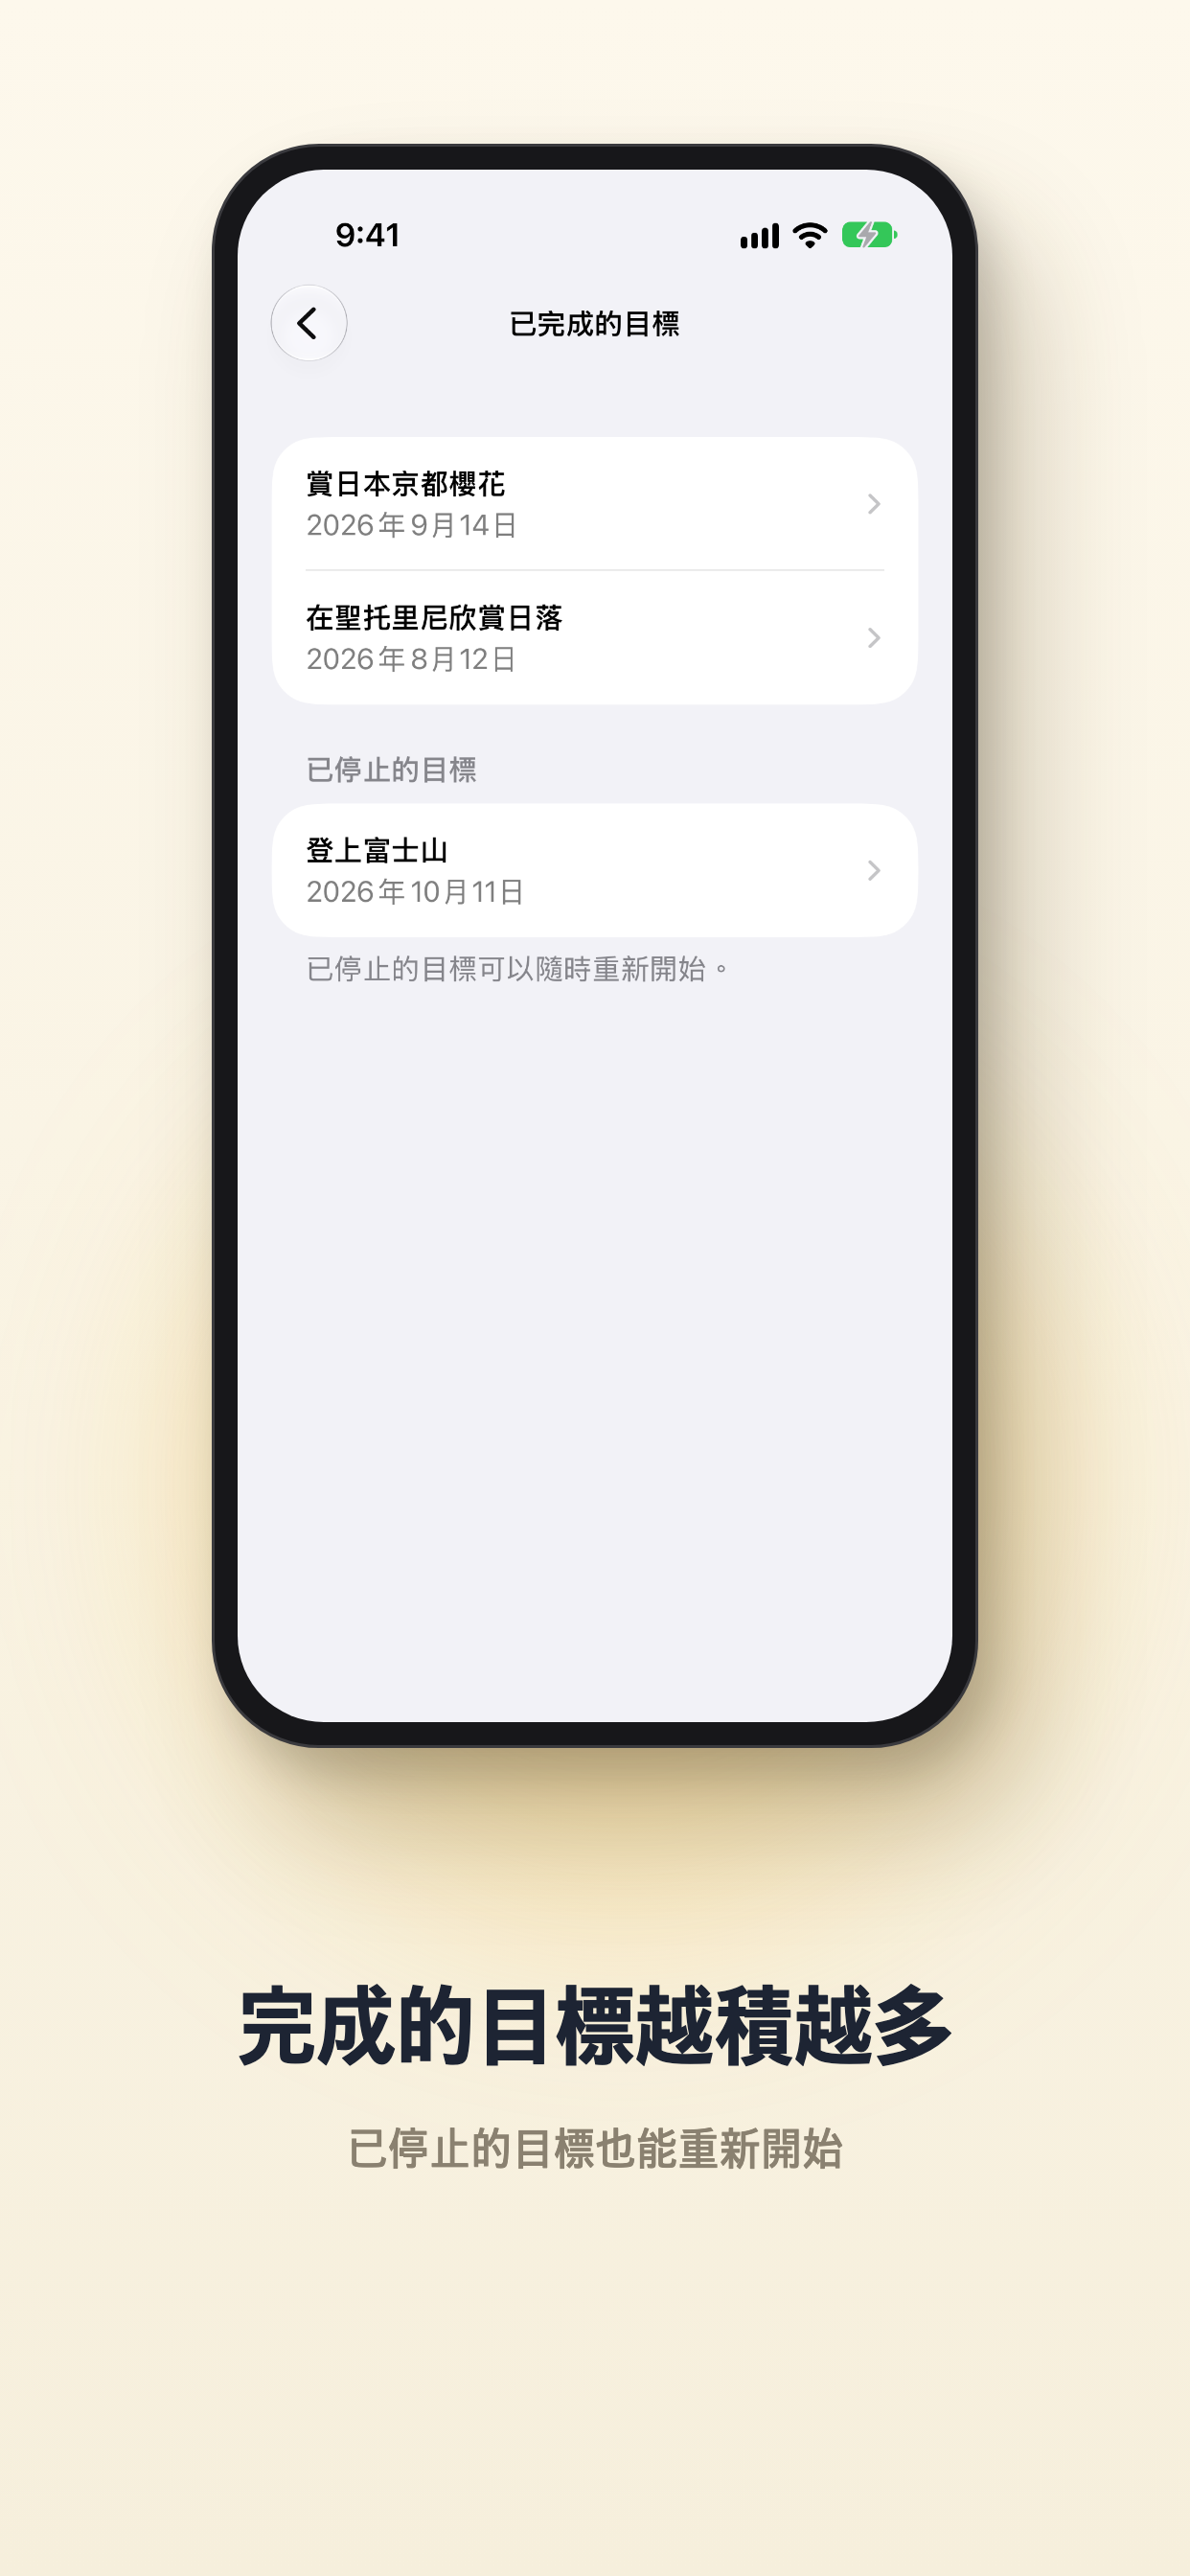 9:41
已完成的目標
賞日本京都櫻花
2026年9月14日
在聖托里尼欣賞日落
2026年8月12日
已停止的目標
登上富士山
2026年10月11日
已停止的目標可以隨時重新開始。
完成的目標越積越多
已停止的目標也能重新開始